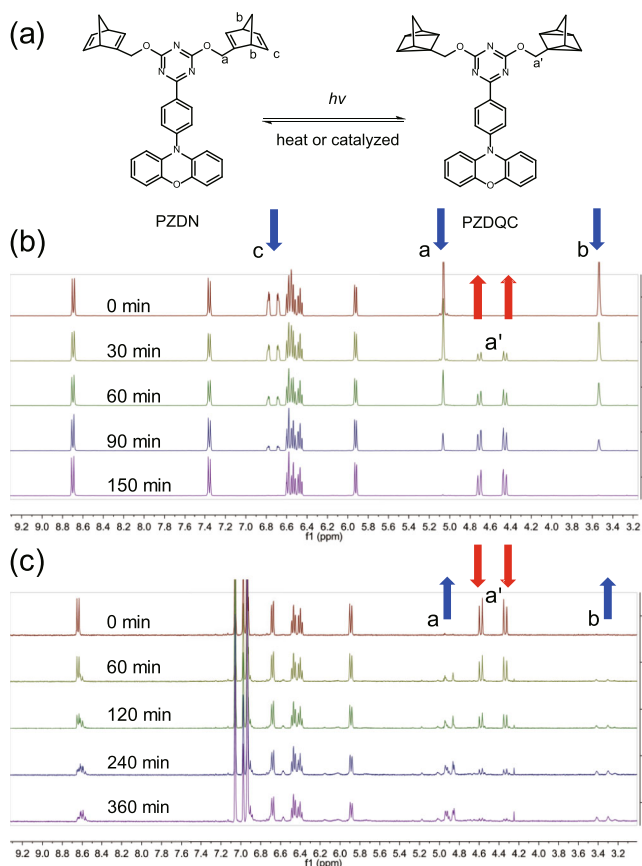 (a)
b
b
c
a
O
N
N
O
N
N
O
PZDN
hv
heat or catalyzed
O
N
N
O
N
a'
N
O
PZDQC
(b)
c
a
b
0 min
30 min
a'
60 min
90 min
150 min
9.2 9.0 8.8 8.6 8.4 8.2 8.0 7.8 7.6 7.4 7.2 7.0 6.8 6.6 6.4 6.2 6.0 5.8 5.6 5.4 5.2 5.0 4.8 4.6 4.4 4.2 4.0 3.8 3.6 3.4 3.2
f1 (ppm)
(c)
a
a'
b
0 min
60 min
120 min
240 min
360 min
9.2 9.0 8.8 8.6 8.4 8.2 8.0 7.8 7.6 7.4 7.2 7.0 6.8 6.6 6.4 6.2 6.0 5.8 5.6 5.4 5.2 5.0 4.8 4.6 4.4 4.2 4.0 3.8 3.6 3.4 3.2
f1 (ppm)